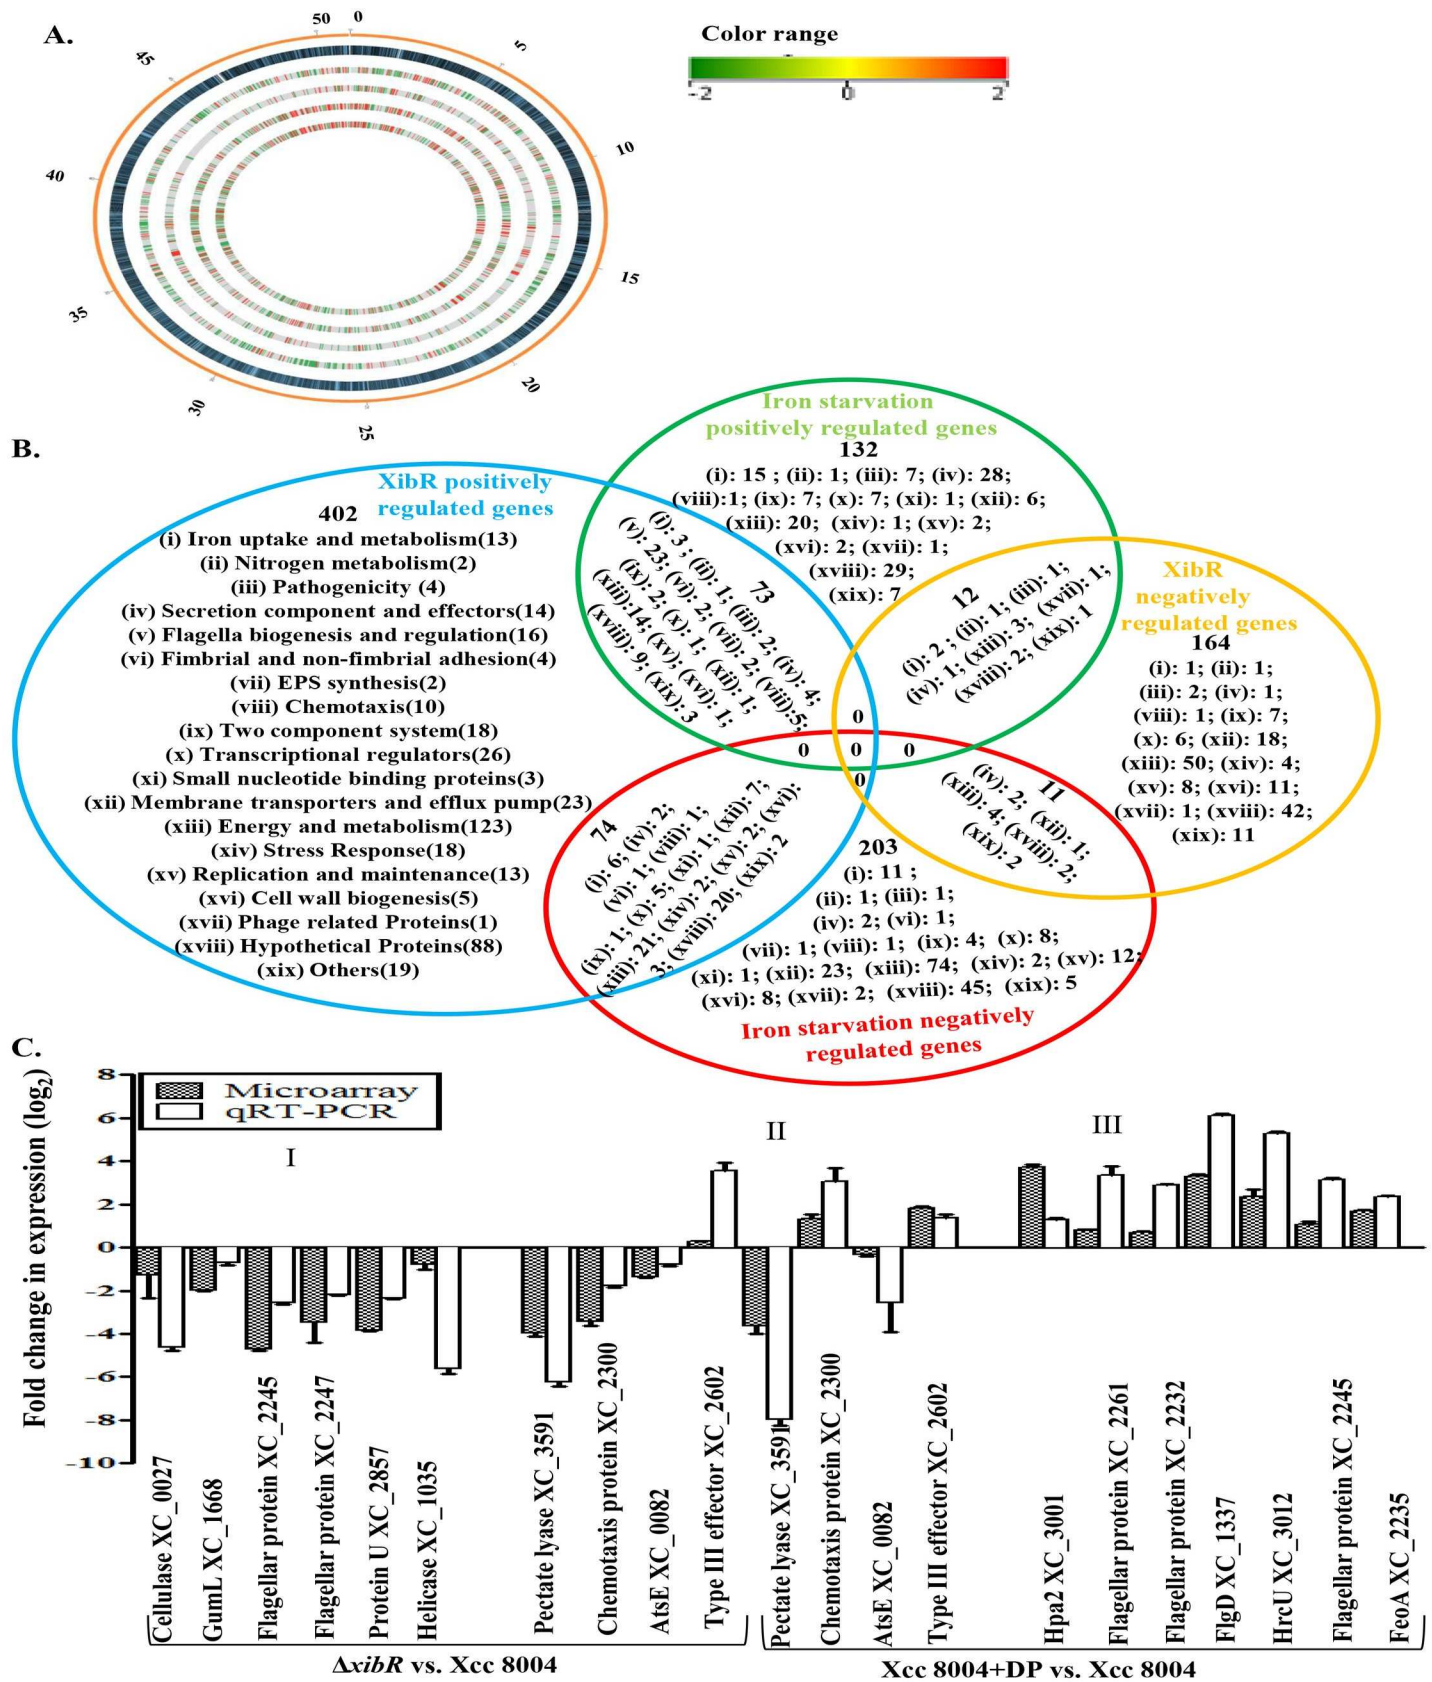 A.
50
0
5
10
15
20
25
30
35
40
45
Color range
-2
0
2
B.
XibR positively
regulated genes
402
(i) Iron uptake and metabolism(13)
(ii) Nitrogen metabolism(2)
(iii) Pathogenicity (4)
(iv) Secretion component and effectors(14)
(v) Flagella biogenesis and regulation(16)
(vi) Fimbrial and non-fimbrial adhesion(4)
(vii) EPS synthesis(2)
(viii) Chemotaxis(10)
(ix) Two component system(18)
(x) Transcriptional regulators(26)
(xi) Small nucleotide binding proteins(3)
(xii) Membrane transporters and efflux pump(23)
(xiii) Energy and metabolism(123)
(xiv) Stress Response(18)
(xv) Replication and maintenance(13)
(xvi) Cell wall biogenesis(5)
(xvii) Phage related Proteins(1)
(xviii) Hypothetical Proteins(88)
(xix) Others(19)
Iron starvation
positively regulated genes
132
(i): 15 ; (ii): 1; (iii): 7; (iv): 28;
(viii):1; (ix): 7; (x): 7; (xi): 1; (xii): 6;
(xiii): 20; (xiv): 1; (xv): 2;
(xvi): 2; (xvii): 1;
(xviii): 29;
(xix): 7
73
(i): 3 ; (ii): 1; (iii): 2; (iv): 4;
(v): 23; (vi): 2; (vii): 2; (viii):5;
(ix): 2; (x): 1; (xii): 1;
(xiii):14; (xv); (xvi): 1;
(xviii): 9; (xix): 3
12
(i): 2 ; (ii): 1; (iii): 1;
(iv): 1; (xiii): 3; (xvii): 1;
(xviii): 2; (xix): 1
XibR
negatively
regulated genes
164
(i): 1; (ii): 1;
(iii): 2; (iv): 1;
(viii): 1; (ix): 7;
(x): 6; (xii): 18;
(xiii): 50; (xiv): 4;
(xv): 8; (xvi): 11;
(xvii): 1; (xviii): 42;
(xix): 11
0
0
0
0
0
74
(i): 6; (iv): 2;
(vi): 1; (viii): 1;
(ix): 1; (x): 5; (xi): 1; (xii): 7;
(xiii): 21; (xiv): 2; (xv): 2; (xvi):
3; (xviii): 20; (xix): 2
11
(iv): 2; (xii): 1;
(xiii): 4; (xviii): 2;
(xix): 2
203
(i): 11 ;
(ii): 1; (iii): 1;
(iv): 2; (vi): 1;
(vii): 1; (viii): 1; (ix): 4; (x): 8;
(xi): 1; (xii): 23; (xiii): 74; (xiv): 2; (xv): 12;
(xvi): 8; (xvii): 2; (xviii): 45; (xix): 5
Iron starvation negatively
regulated genes
C.
Fold change in expression (log2)
8
6
4
2
0
-2
-4
-6
-8
-10
Microarray
qRT-PCR
I
II
III
Cellulase XC_0027
GumL XC_1668
Flagellar protein XC_2245
Flagellar protein XC_2247
Protein U XC_2857
Helicase XC_1035
Pectate lyase XC_3591
Chemotaxis protein XC_2300
AtsE XC_0082
Type III effector XC_2602
Pectate lyase XC_3591
Chemotaxis protein XC_2300
AtsE XC_0082
Type III effector XC_2602
Hpa2 XC_3001
Flagellar protein XC_2261
Flagellar protein XC_2232
FlgD XC_1337
HrcU XC_3012
Flagellar protein XC_2245
FeoA XC_2235
ΔxibR vs. Xcc 8004
Xcc 8004+DP vs. Xcc 8004